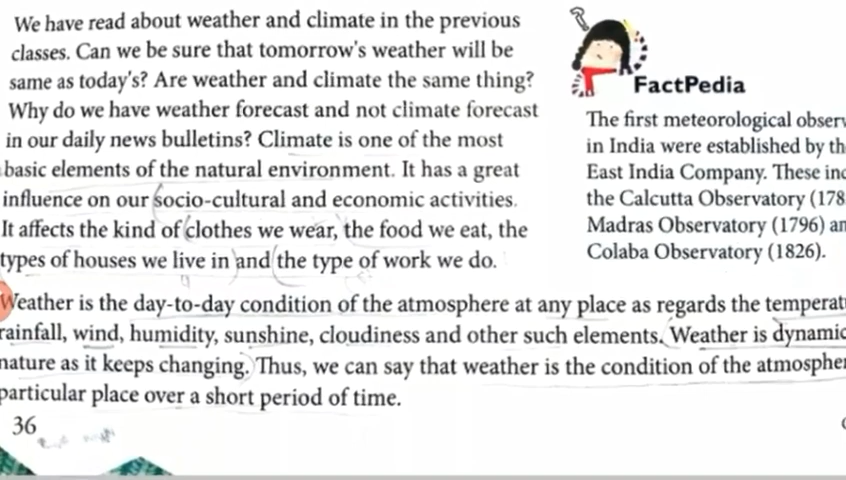 We have read about weather and climate in the previous
classes. Can we be sure that tomorrow's weather will be
same as today's? Are weather and climate the same thing?
Why do we have weather forecast and not climate forecast
in our daily news bulletins? Climate is one of the most
basic elements of the natural environment. It has a great
influence on our socio-cultural and economic activities.
It affects the kind of clothes we wear, the food we eat, the
types of houses we live in and the type of work we do.
FactPedia
The first meteorological
in India were established by
East India Company. These
the Calcutta Observatory
Madras Observatory (1796)
Colaba Observatory (1826).
Weather is the day-to-day condition of the atmosphere at any place as regards the
rainfall, wind, humidity, sunshine, cloudiness and other such elements. Weather is dynamic
nature as it keeps changing. Thus, we can say that weather is the condition of the
particular place over a short period of time.
36